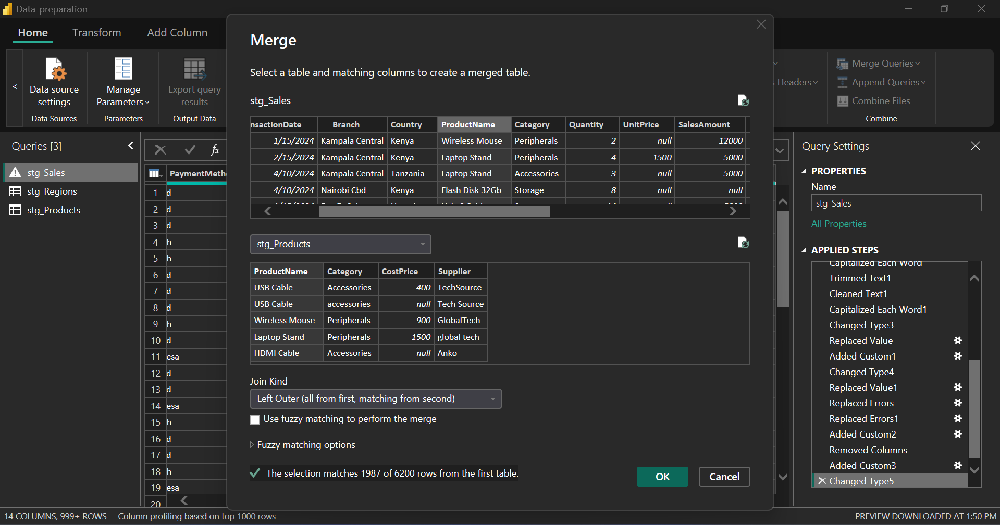 Data_preparation
Home Transform Add Column
<
Data source settings
Manage Parameters
Export query results
Data Sources
Parameters
Output Data
Headers
Merge Queries
Append Queries
Combine Files
Combine
Queries [3]
stg_Sales
stg_Regions
stg_Products
fx
1 d
2 d
3 d
4 h
5 h
6 d
7 d
8 d
9 h
10 d
11 esa
12 d
13 d
14 esa
15 h
16 d
17 d
18 h
19 esa
20
Merge
Select a table and matching columns to create a merged table.
stg_Sales
nsactionDate Branch Country ProductName Category Quantity UnitPrice SalesAmount
1/15/2024 Kampala Central Kenya Wireless Mouse Peripherals 2 null 12000
2/15/2024 Kampala Central Kenya Laptop Stand Peripherals 4 1500 5000
4/10/2024 Kampala Central Tanzania Laptop Stand Accessories 3 null 5000
4/10/2024 Nairobi Cbd Kenya Flash Disk 32Gb Storage 8 null null
stg_Products
ProductName Category CostPrice Supplier
USB Cable Accessories 400 TechSource
USB Cable accessories null Tech Source
Wireless Mouse Peripherals 900 GlobalTech
Laptop Stand Peripherals 1500 global tech
HDMI Cable Accessories null Anko
Join Kind
Left Outer (all from first, matching from second)
Use fuzzy matching to perform the merge
Fuzzy matching options
The selection matches 1987 of 6200 rows from the first table.
OK Cancel
Query Settings
PROPERTIES
Name
stg_Sales
All Properties
APPLIED STEPS
Capitalized Each Word
Trimmed Text1
Cleaned Text1
Capitalized Each Word1
Changed Type3
Replaced Value
Added Custom1
Changed Type4
Replaced Value1
Replaced Errors
Replaced Errors1
Added Custom2
Removed Columns
Added Custom3
Changed Type5
14 COLUMNS, 999+ ROWS Column profiling based on top 1000 rows
PREVIEW DOWNLOADED AT 1:50 PM